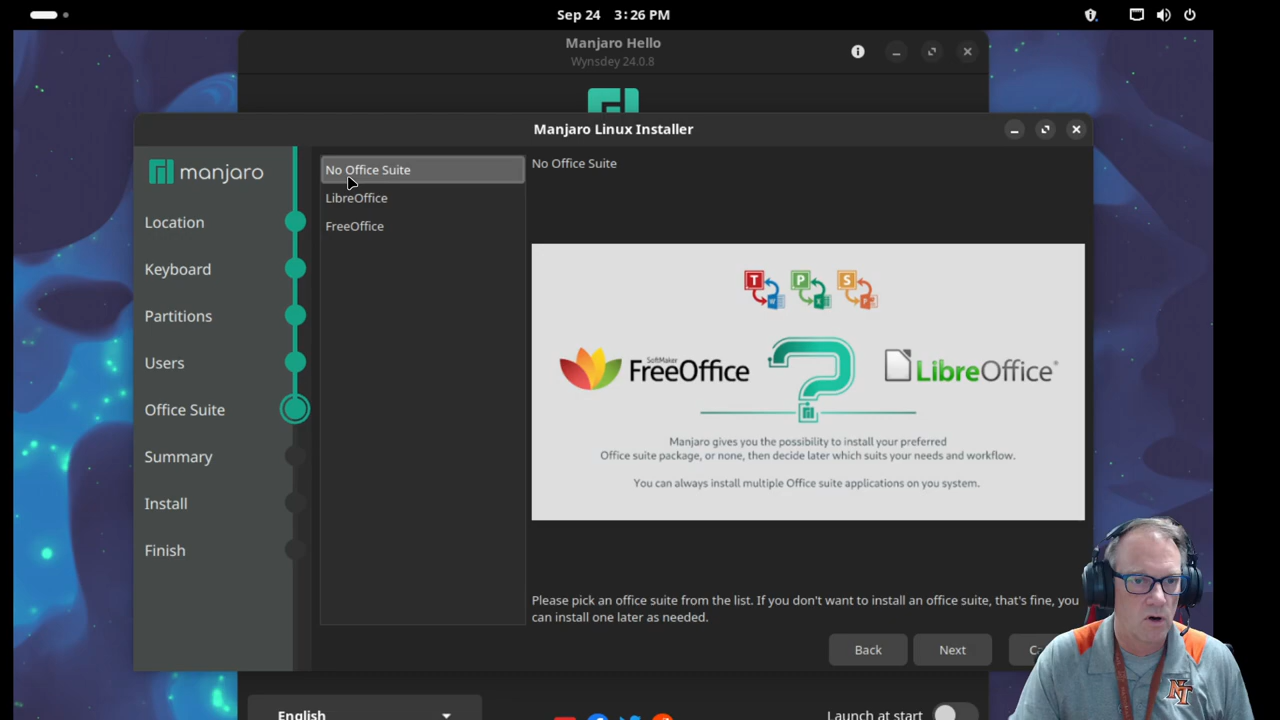 Sep 24 3:26 PM
Manjaro Hello
Wynsdey 24.0.8
Manjaro Linux Installer
manjaro
Location
Keyboard
Partitions
Users
Office Suite
Summary
Install
Finish
No Office Suite
LibreOffice
FreeOffice
No Office Suite
T P S
SoftMaker
FreeOffice
LibreOffice
Manjaro gives you the possibility to install your preferred
Office suite package, or none, then decide later which suits your needs and workflow.
You can always install multiple Office suite applications on you system.
Please pick an office suite from the list. If you don't want to install an office suite, that's fine, you
can install one later as needed.
Back
Next
English
Launch at start
NT